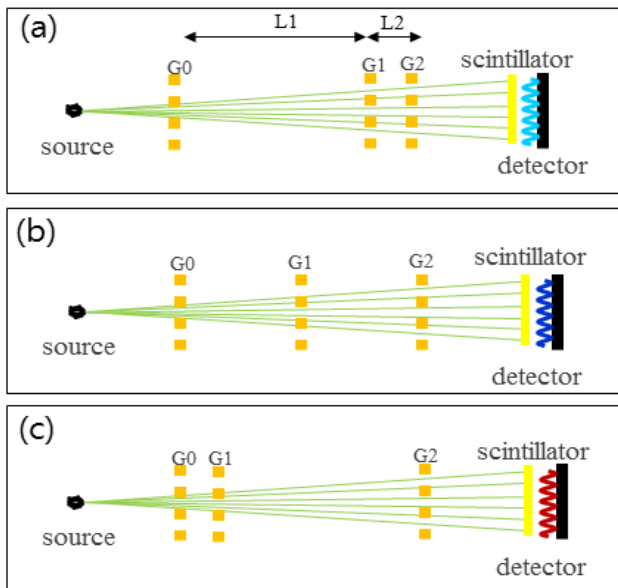 (a)
L1
L2
G0
G1
G2
scintillator
source
detector
(b)
G0
G1
G2
scintillator
source
detector
(c)
G0
G1
G2
scintillator
source
detector